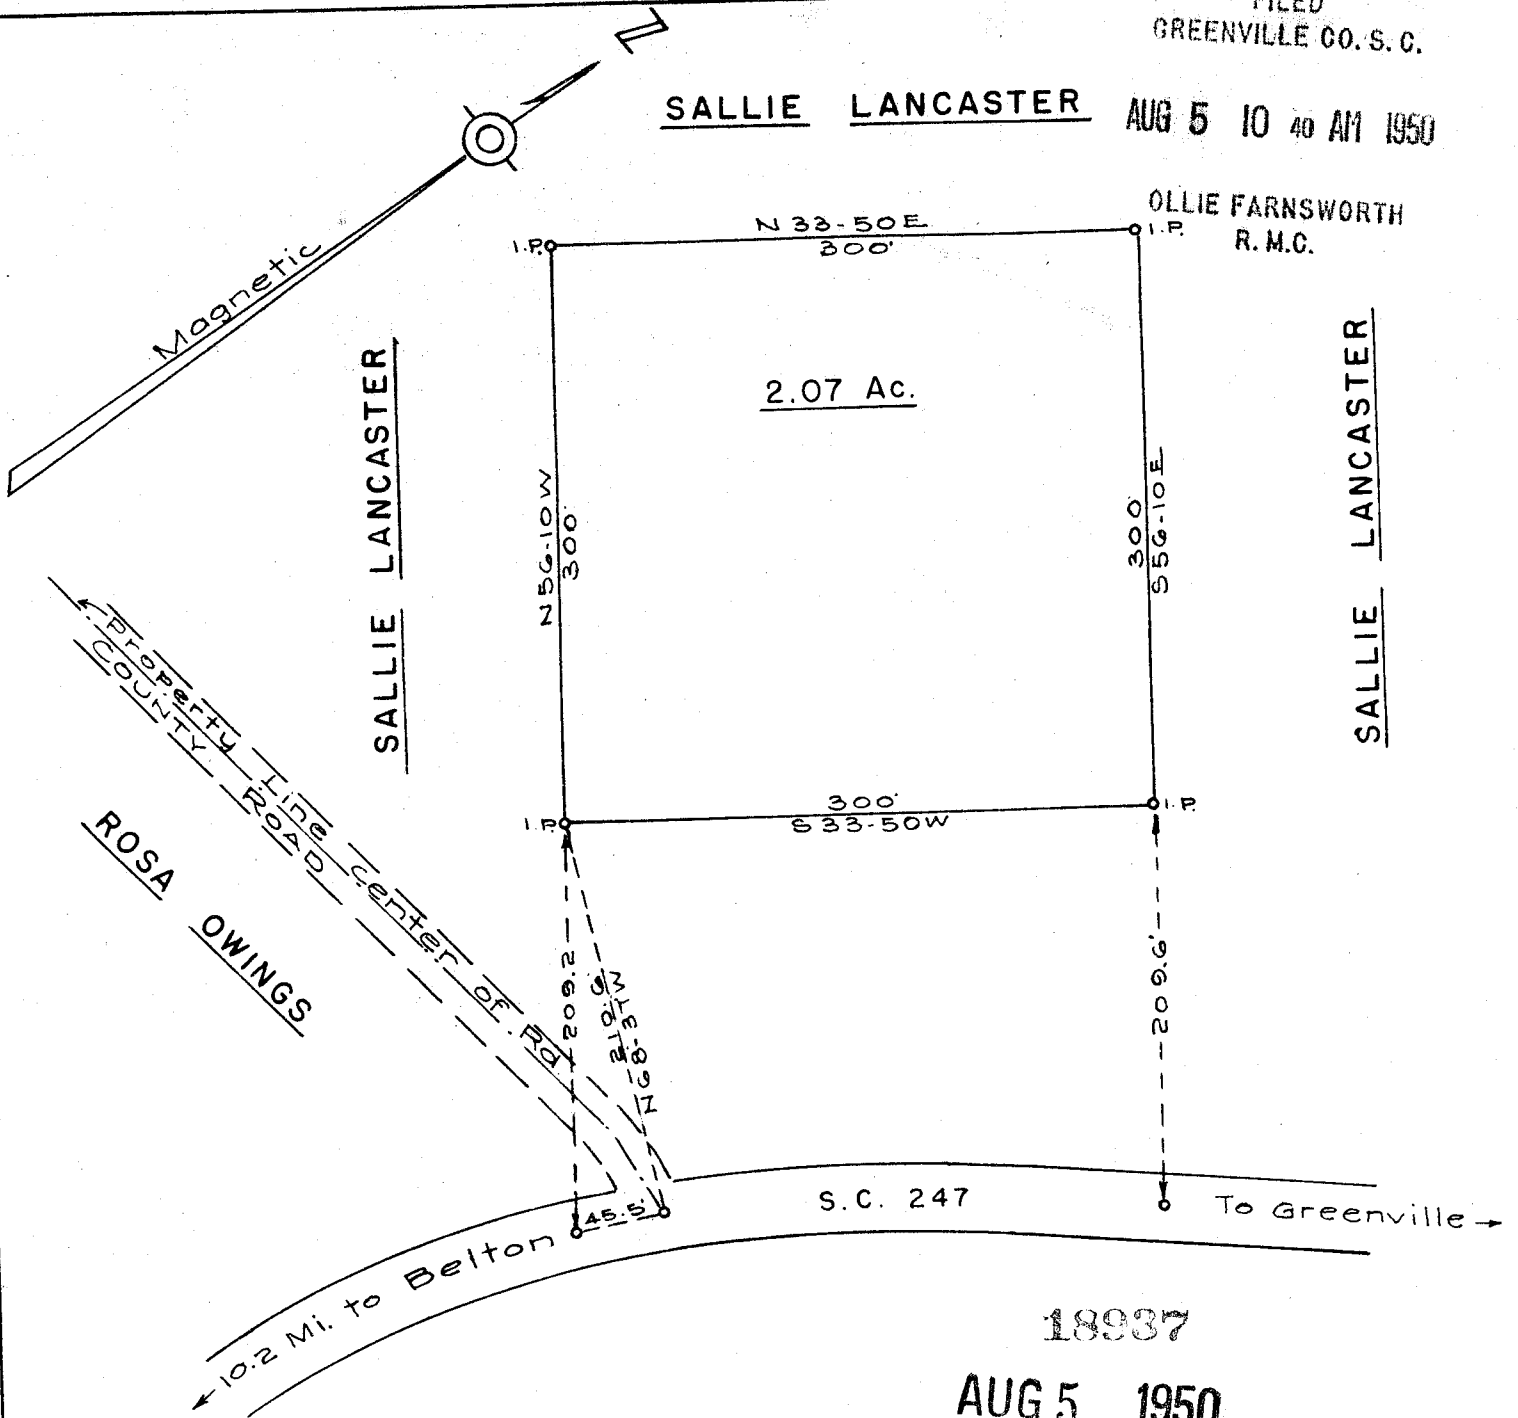 FILED
GREENVILLE CO. S. C.
AUG 5 10 40 AM 1950
OLLIE FARNSWORTH
R. M. C.
N
Magnetic
SALLIE LANCASTER
N 33-50 E
300'
I.P.
I.P.
2.07 Ac.
SALLIE LANCASTER
N 56-10 W
300'
300'
S 56-10 E
SALLIE LANCASTER
Property Line center of Rd.
COUNTY ROAD
ROSA OWINGS
I.P.
300'
S 33-50 W
I.P.
209.2
N 68-37 W
209.6'
45.5'
S.C. 247
To Greenville
10.2 Mi. to Belton
18937
AUG 5 1950